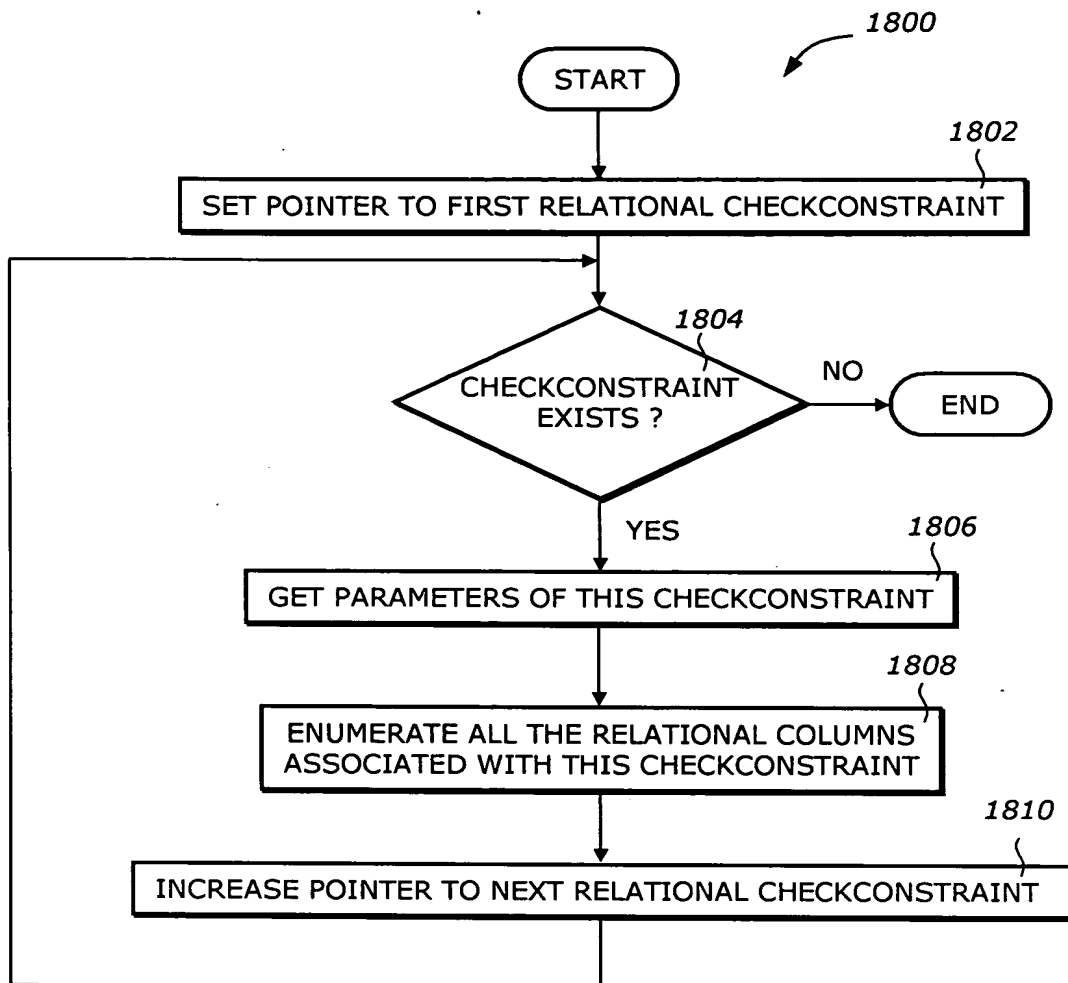 1800
START
1802
SET POINTER TO FIRST RELATIONAL CHECKCONSTRAINT
1804
CHECKCONSTRAINT
EXISTS ?
NO
END
YES
1806
GET PARAMETERS OF THIS CHECKCONSTRAINT
1808
ENUMERATE ALL THE RELATIONAL COLUMNS
ASSOCIATED WITH THIS CHECKCONSTRAINT
1810
INCREASE POINTER TO NEXT RELATIONAL CHECKCONSTRAINT